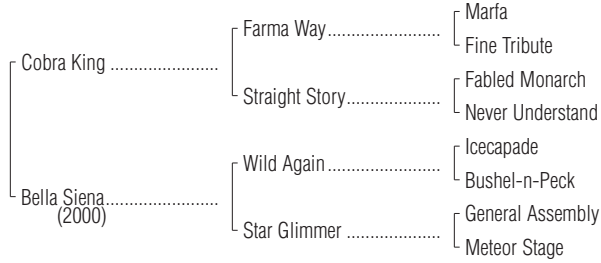 Marfa
Farma Way
Fine Tribute
Cobra King
Fabled Monarch
Straight Story
Never Understand
Icecapade
Wild Again
Bushel-n-Peck
Bella Siena
(2000)
General Assembly
Star Glimmer
Meteor Stage